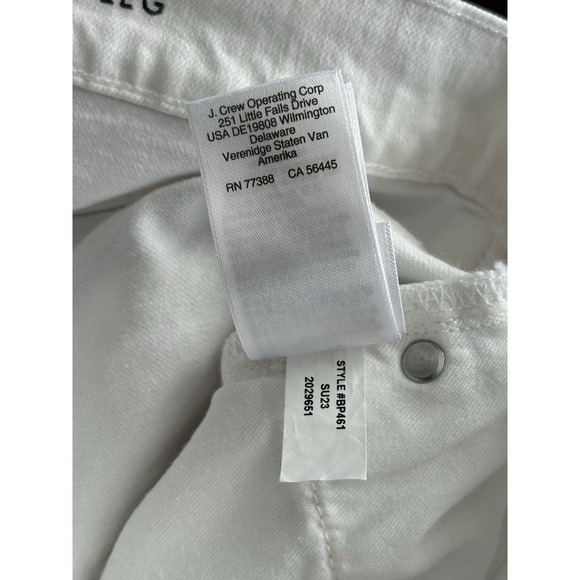 J. Crew Operating Corp
251 Little Falls Drive
USA DE19808 Wilmington
Delaware
Verenidge Staten Van
Amerika
RN 77388 CA 56445
STYLE #BP461
SU23
2029651